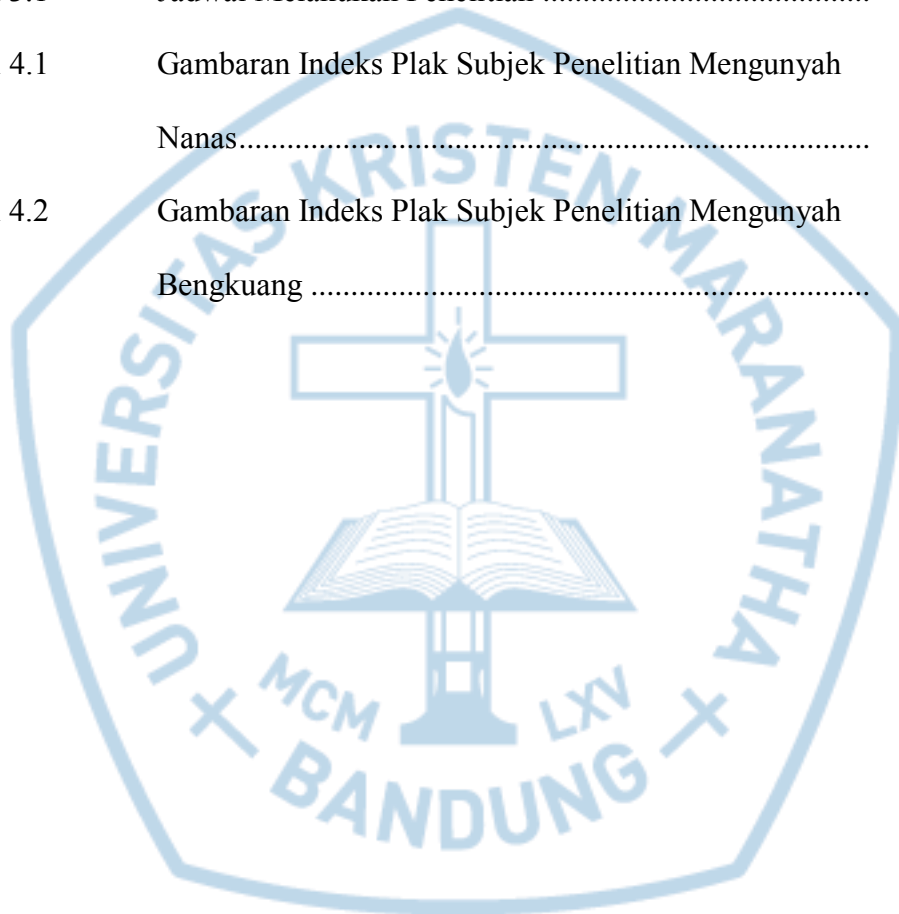 4.1 Gambaran Indeks Plak Subjek Penelitian Mengunyah
Nanas...............................................................................
4.2 Gambaran Indeks Plak Subjek Penelitian Mengunyah
Bengkuang ......................................................................
UNIVERSITAS KRISTEN MARANATHA
MCM LXV
BANDUNG